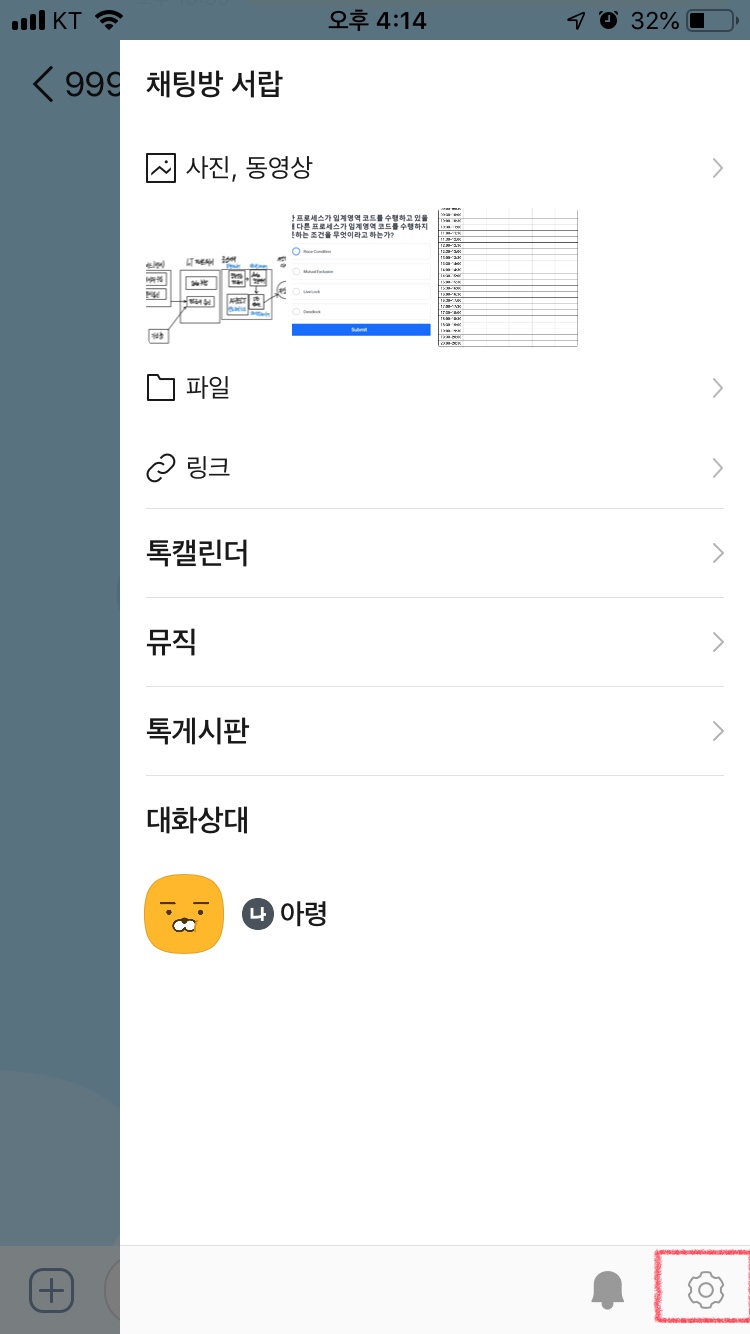 KT
오후 4:14
32%
999
채팅방 서랍
사진, 동영상
한 프로세스가 임계영역 코드를 수행하고 있을
다른 프로세스가 임계영역 코드를 수행하지
하는 조건을 무엇이라고 하는가?
Race Condition
Mutual Exclusion
Live Lock
Deadlock
Submit
파일
링크
톡캘린더
뮤직
톡게시판
대화상대
나 아령